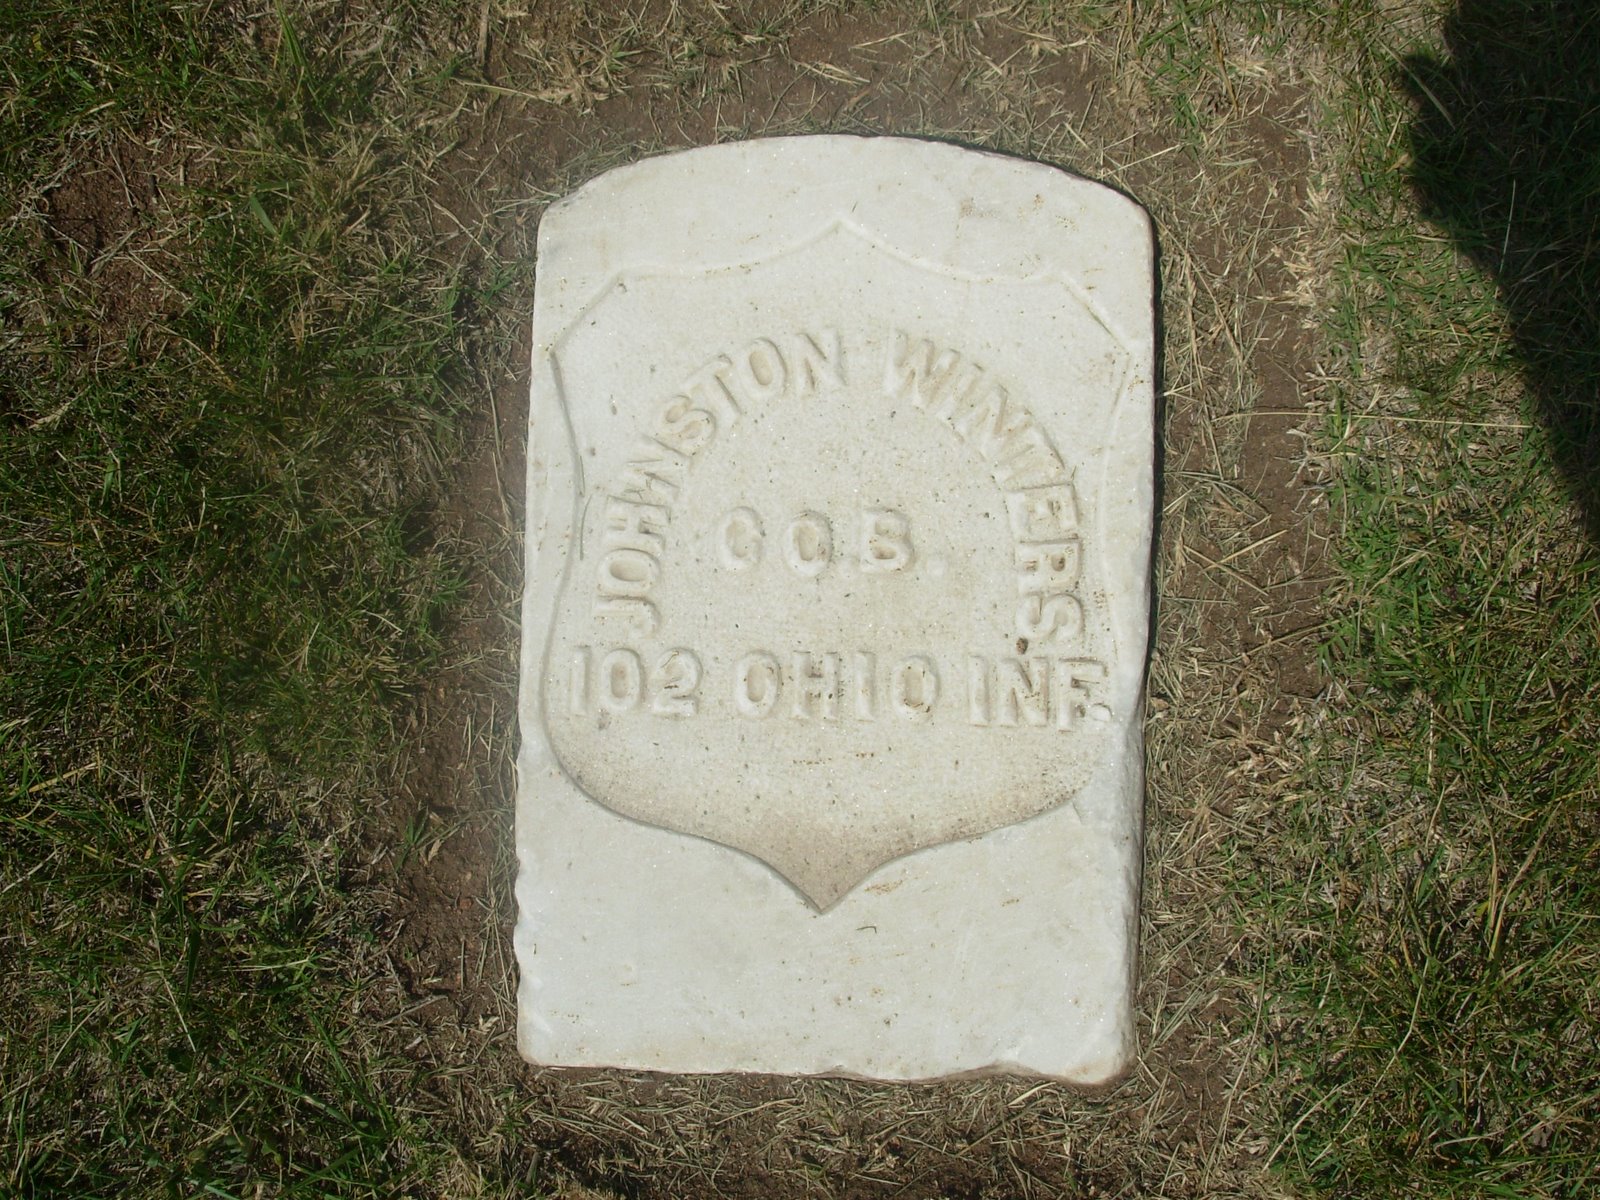 JOHNSTON WINTERS
CO. B.
102 OHIO INF.